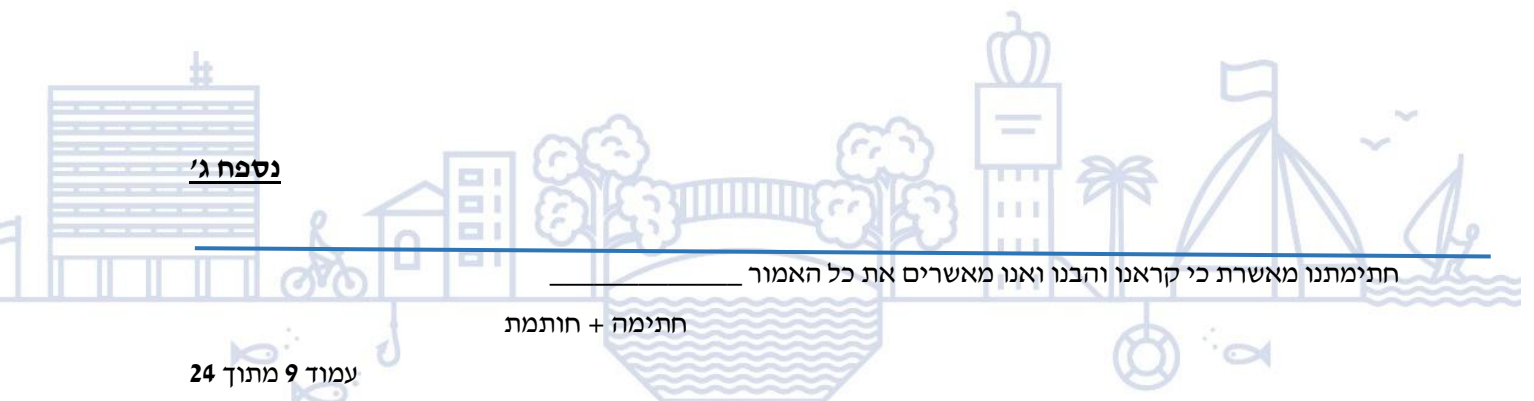 נספח ג'
חתימתנו מאשרת כי קראנו והבנו ואנו מאשרים את כל האמור ______________
חתימה + חותמת
עמוד 9 מתוך 24